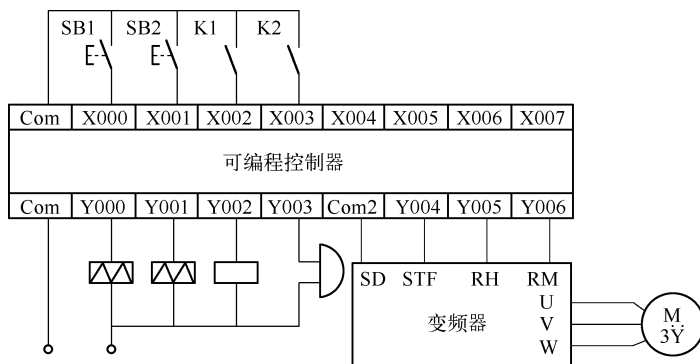 SB1 SB2 K1 K2
Com X000 X001 X002 X003 X004 X005 X006 X007
可编程控制器
Com Y000 Y001 Y002 Y003 Com2 Y004 Y005 Y006
SD STF RH RM
U
变频器 V
W
M
3Y